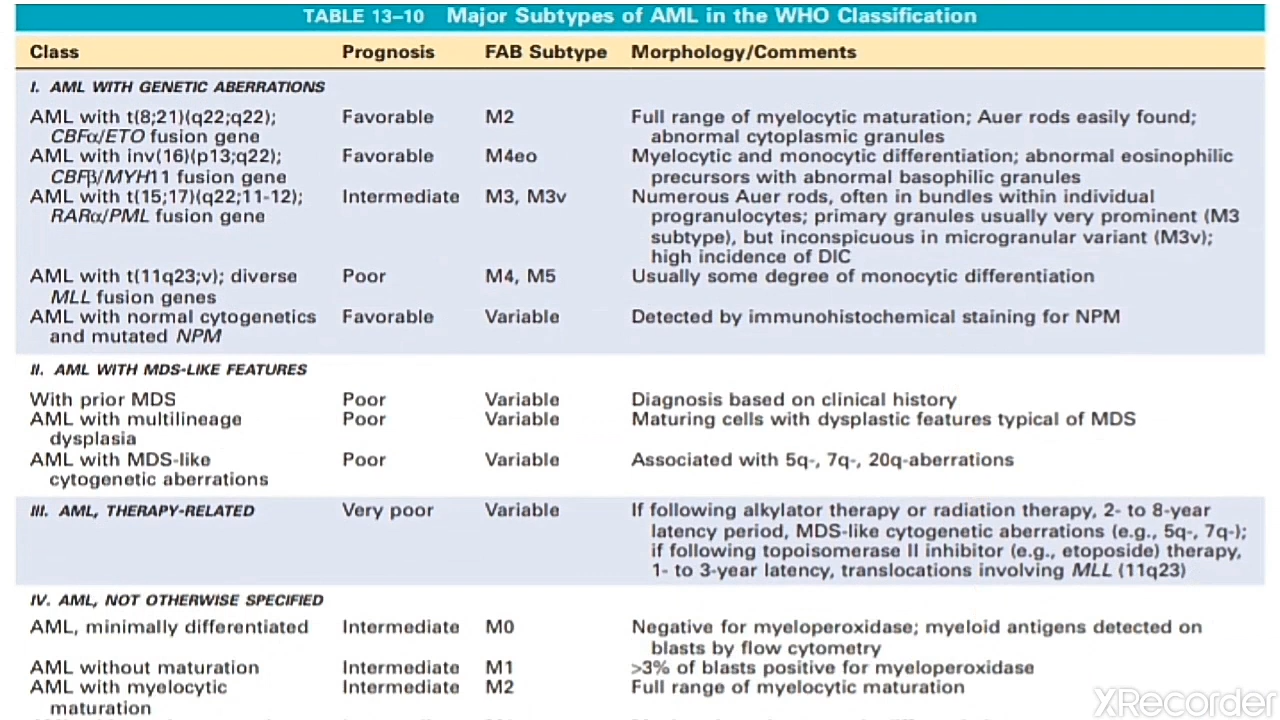 TABLE 13–10 Major Subtypes of AML in the WHO Classification
Class Prognosis FAB Subtype Morphology/Comments
I. AML WITH GENETIC ABERRATIONS
AML with t(8;21)(q22;q22); Favorable M2 Full range of myelocytic maturation; Auer rods easily found;
CBFα/ETO fusion gene abnormal cytoplasmic granules
AML with inv(16)(p13;q22); Favorable M4eo Myelocytic and monocytic differentiation; abnormal eosinophilic
CBFβ/MYH11 fusion gene precursors with abnormal basophilic granules
AML with t(15;17)(q22;11-12); Intermediate M3, M3v Numerous Auer rods, often in bundles within individual
RARα/PML fusion gene progranulocytes; primary granules usually very prominent (M3
subtype), but inconspicuous in microgranular variant (M3v);
high incidence of DIC
AML with t(11q23;v); diverse Poor M4, M5 Usually some degree of monocytic differentiation
MLL fusion genes
AML with normal cytogenetics Favorable Variable Detected by immunohistochemical staining for NPM
and mutated NPM
II. AML WITH MDS-LIKE FEATURES
With prior MDS Poor Variable Diagnosis based on clinical history
AML with multilineage Poor Variable Maturing cells with dysplastic features typical of MDS
dysplasia
AML with MDS-like Poor Variable Associated with 5q-, 7q-, 20q-aberrations
cytogenetic aberrations
III. AML, THERAPY-RELATED Very poor Variable If following alkylator therapy or radiation therapy, 2- to 8-year
latency period, MDS-like cytogenetic aberrations (e.g., 5q-, 7q-);
if following topoisomerase II inhibitor (e.g., etoposide) therapy,
1- to 3-year latency, translocations involving MLL (11q23)
IV. AML, NOT OTHERWISE SPECIFIED
AML, minimally differentiated Intermediate M0 Negative for myeloperoxidase; myeloid antigens detected on
blasts by flow cytometry
AML without maturation Intermediate M1 >3% of blasts positive for myeloperoxidase
AML with myelocytic Intermediate M2 Full range of myelocytic maturation
maturation
XRecorder